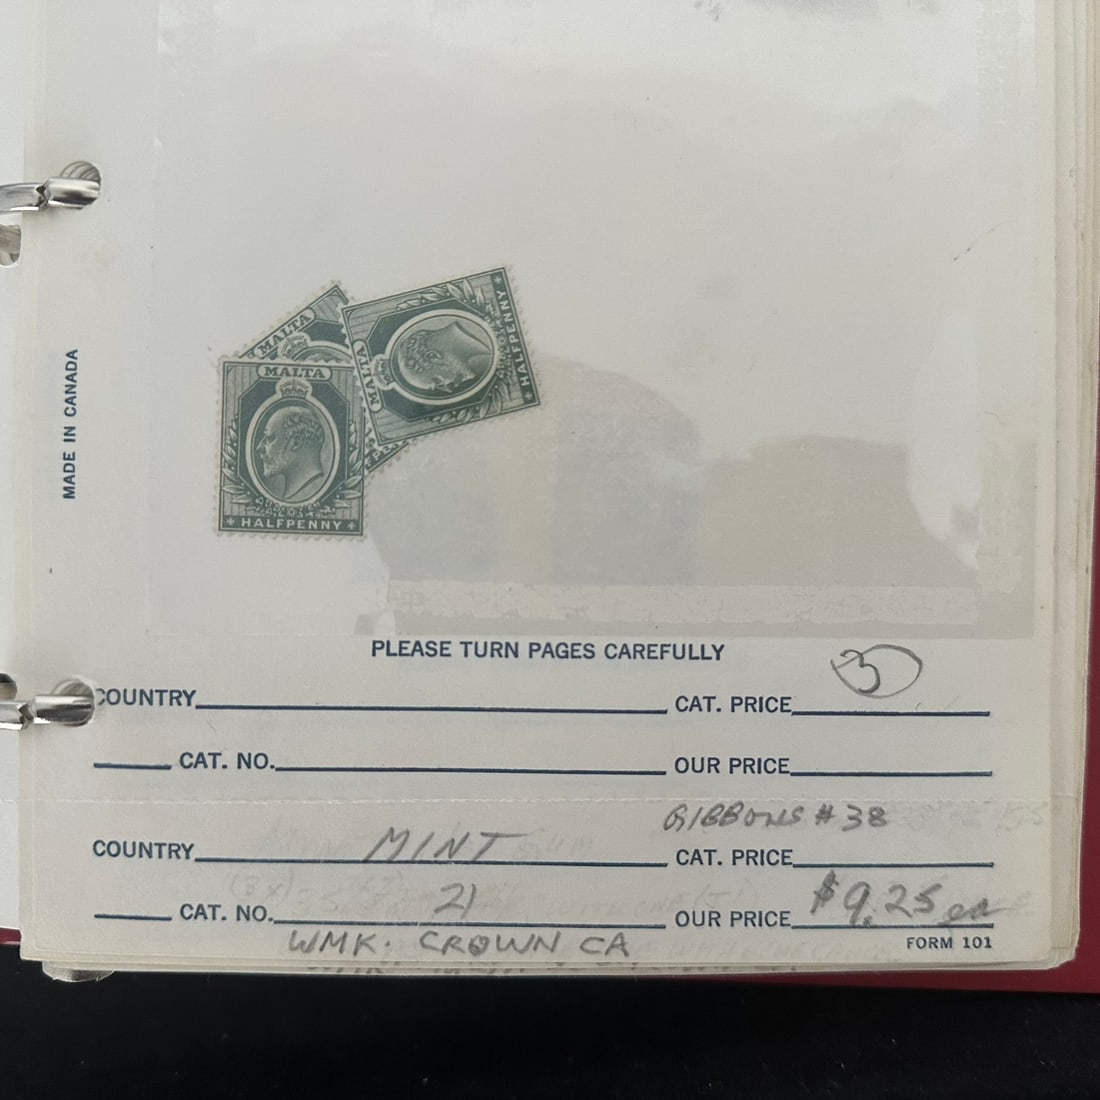 MALTA
HALFPENNY
MALTA
MALTA
HALFPENNY
MADE IN CANADA
PLEASE TURN PAGES CAREFULLY
3
COUNTRY CAT. PRICE
CAT. NO. OUR PRICE
GIBBONS #38
COUNTRY MINT CAT. PRICE
CAT. NO. 21 OUR PRICE $9.25 ea
WMK. CROWN CA
FORM 101